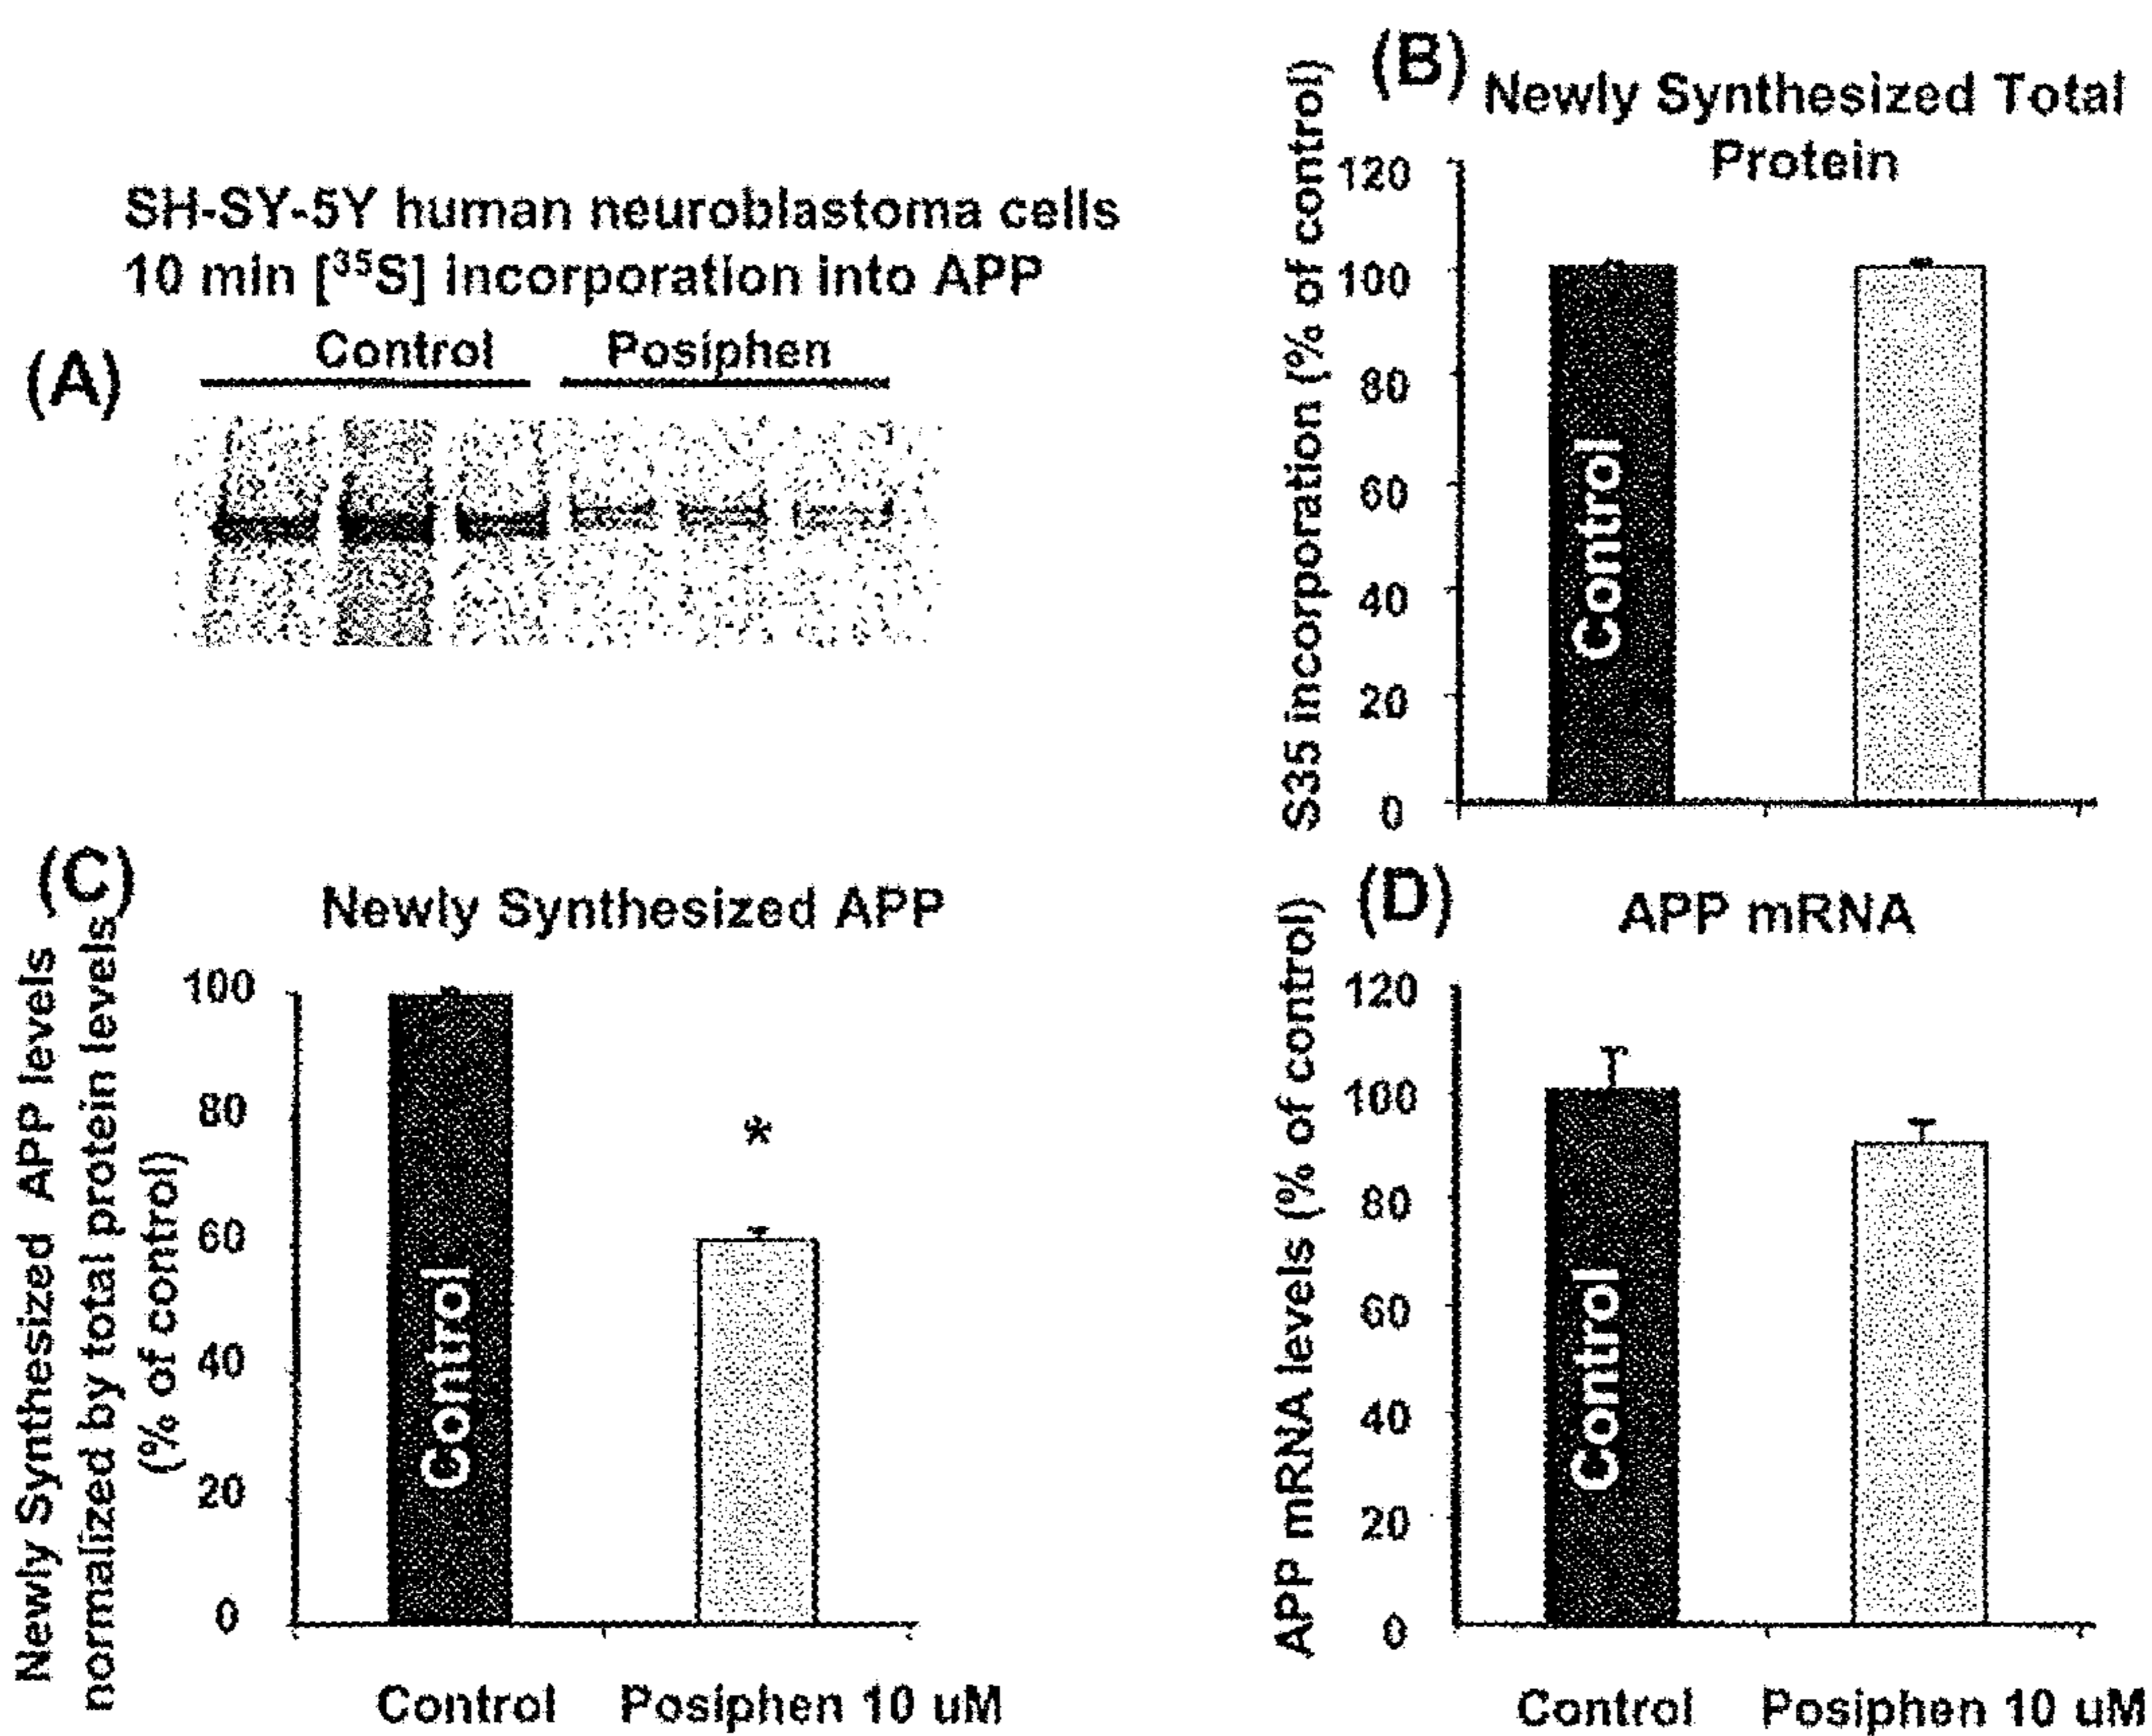 SH-SY-5Y human neuroblastoma cells
10 min [³⁵S] incorporation into APP
Control Posiphen
(A)
(B)
Newly Synthesized Total
Protein
S35 incorporation (% of control)
120
100
80
60
40
20
0
Control
(C)
Newly Synthesized APP
Newly Synthesized APP levels
normalized by total protein levels
(% of control)
100
80
60
40
20
0
Control
*
Control Posiphen 10 uM
(D)
APP mRNA
APP mRNA levels (% of control)
120
100
80
60
40
20
0
Control
Control Posiphen 10 uM